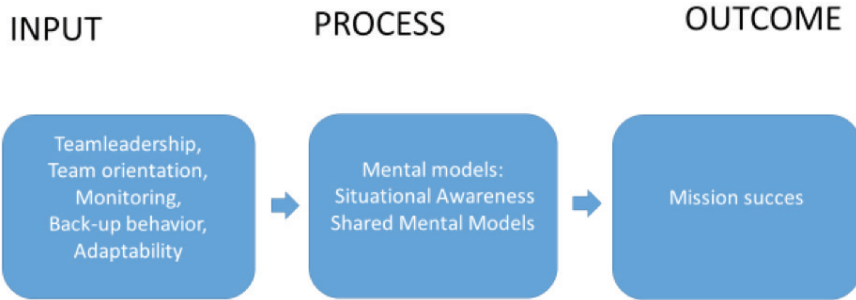 INPUT
PROCESS
OUTCOME
Teamleadership,
Team orientation,
Monitoring,
Back-up behavior,
Adaptability
Mental models:
Situational Awareness
Shared Mental Models
Mission succes